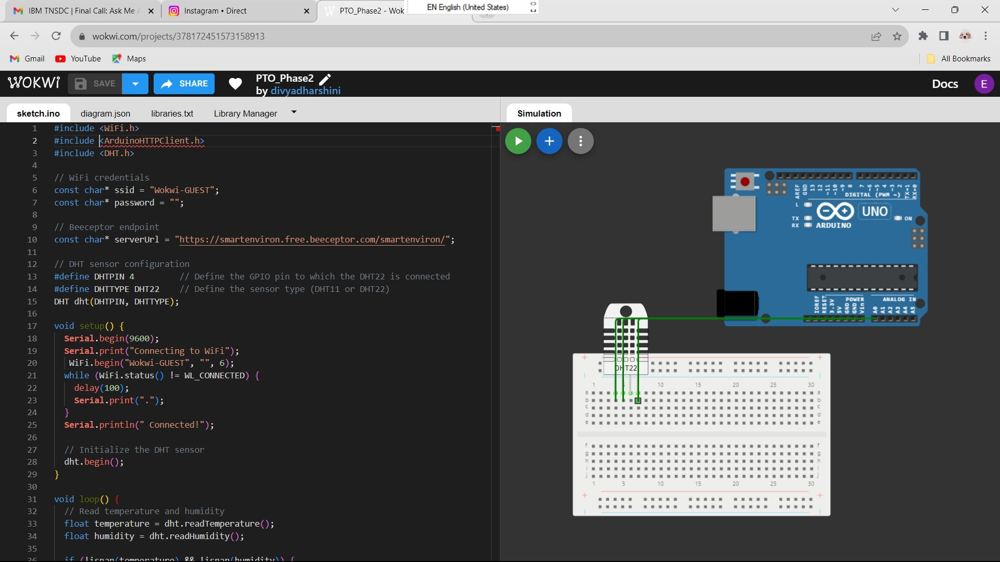 IBM TNSDC | Final Call: Ask Me A
Instagram • Direct
PTO_Phase2 - Wok
EN English (United States)
wokwi.com/projects/378172451573158913
Gmail
YouTube
Maps
All Bookmarks
WOKWI
SAVE
SHARE
PTO_Phase2
by divyadharshini
Docs
E
sketch.ino
diagram.json
libraries.txt
Library Manager
Simulation
1 #include <WiFi.h>
2 #include <ArduinoHTTPClient.h>
3 #include <DHT.h>
4
5 // WiFi credentials
6 const char* ssid = "Wokwi-GUEST";
7 const char* password = "";
8
9 // Beeceptor endpoint
10 const char* serverUrl = "https://smartenviron.free.beeceptor.com/smartenviron/";
11
12 // DHT sensor configuration
13 #define DHTPIN 4 // Define the GPIO pin to which the DHT22 is connected
14 #define DHTTYPE DHT22 // Define the sensor type (DHT11 or DHT22)
15 DHT dht(DHTPIN, DHTTYPE);
16
17 void setup() {
18 Serial.begin(9600);
19 Serial.print("Connecting to WiFi");
20 WiFi.begin("Wokwi-GUEST", "", 6);
21 while (WiFi.status() != WL_CONNECTED) {
22 delay(100);
23 Serial.print(".");
24 }
25 Serial.println(" Connected!");
26
27 // Initialize the DHT sensor
28 dht.begin();
29 }
30
31 void loop() {
32 // Read temperature and humidity
33 float temperature = dht.readTemperature();
34 float humidity = dht.readHumidity();
35
36 if (!isnan(temperature) && !isnan(humidity)) {
AREF GND 13 12 ~11 ~10 ~9 8 7 ~6 ~5 4 ~3 2 TX→1 RX←0
DIGITAL (PWM ~)
L
TX
RX
UNO
ON
ARDUINO
IOREF RESET 3.3V 5V GND GND Vin
POWER
ANALOG IN
A0 A1 A2 A3 A4 A5
DHT22
1 5 10 15 20 25 30
a a
b b
c c
d d
e e
f f
g g
h h
i i
j j
1 5 10 15 20 25 30